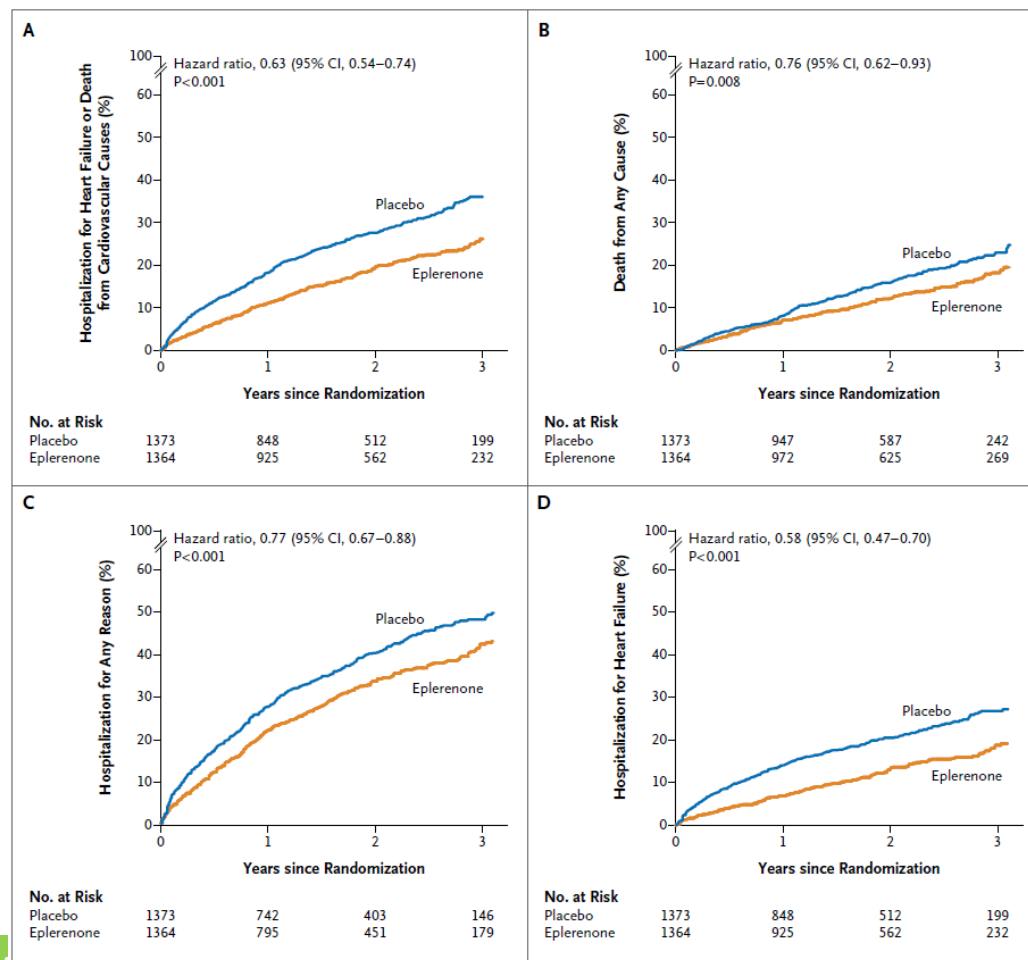 A
Hospitalization for Heart Failure or Death
from Cardiovascular Causes (%)
100
60
50
40
30
20
10
0
Hazard ratio, 0.63 (95% CI, 0.54–0.74)
P<0.001
Placebo
Eplerenone
0 1 2 3
Years since Randomization
No. at Risk
Placebo 1373 848 512 199
Eplerenone 1364 925 562 232
B
Death from Any Cause (%)
100
60
50
40
30
20
10
0
Hazard ratio, 0.76 (95% CI, 0.62–0.93)
P=0.008
Placebo
Eplerenone
0 1 2 3
Years since Randomization
No. at Risk
Placebo 1373 947 587 242
Eplerenone 1364 972 625 269
C
Hospitalization for Any Reason (%)
100
60
50
40
30
20
10
0
Hazard ratio, 0.77 (95% CI, 0.67–0.88)
P<0.001
Placebo
Eplerenone
0 1 2 3
Years since Randomization
No. at Risk
Placebo 1373 742 403 146
Eplerenone 1364 795 451 179
D
Hospitalization for Heart Failure (%)
100
60
50
40
30
20
10
0
Hazard ratio, 0.58 (95% CI, 0.47–0.70)
P<0.001
Placebo
Eplerenone
0 1 2 3
Years since Randomization
No. at Risk
Placebo 1373 848 512 199
Eplerenone 1364 925 562 232